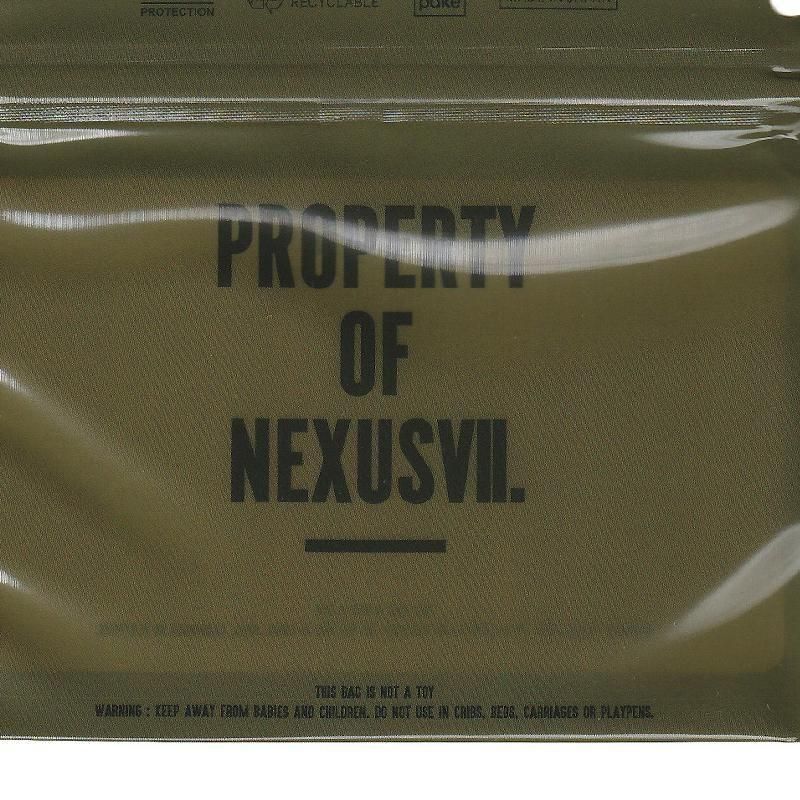 PROTECTION
RECYCLABLE
pake
PROPERTY
OF
NEXUSVII.
THIS BAG IS NOT A TOY
WARNING : KEEP AWAY FROM BABIES AND CHILDREN. DO NOT USE IN CRIBS, BEDS, CARRIAGES OR PLAYPENS.